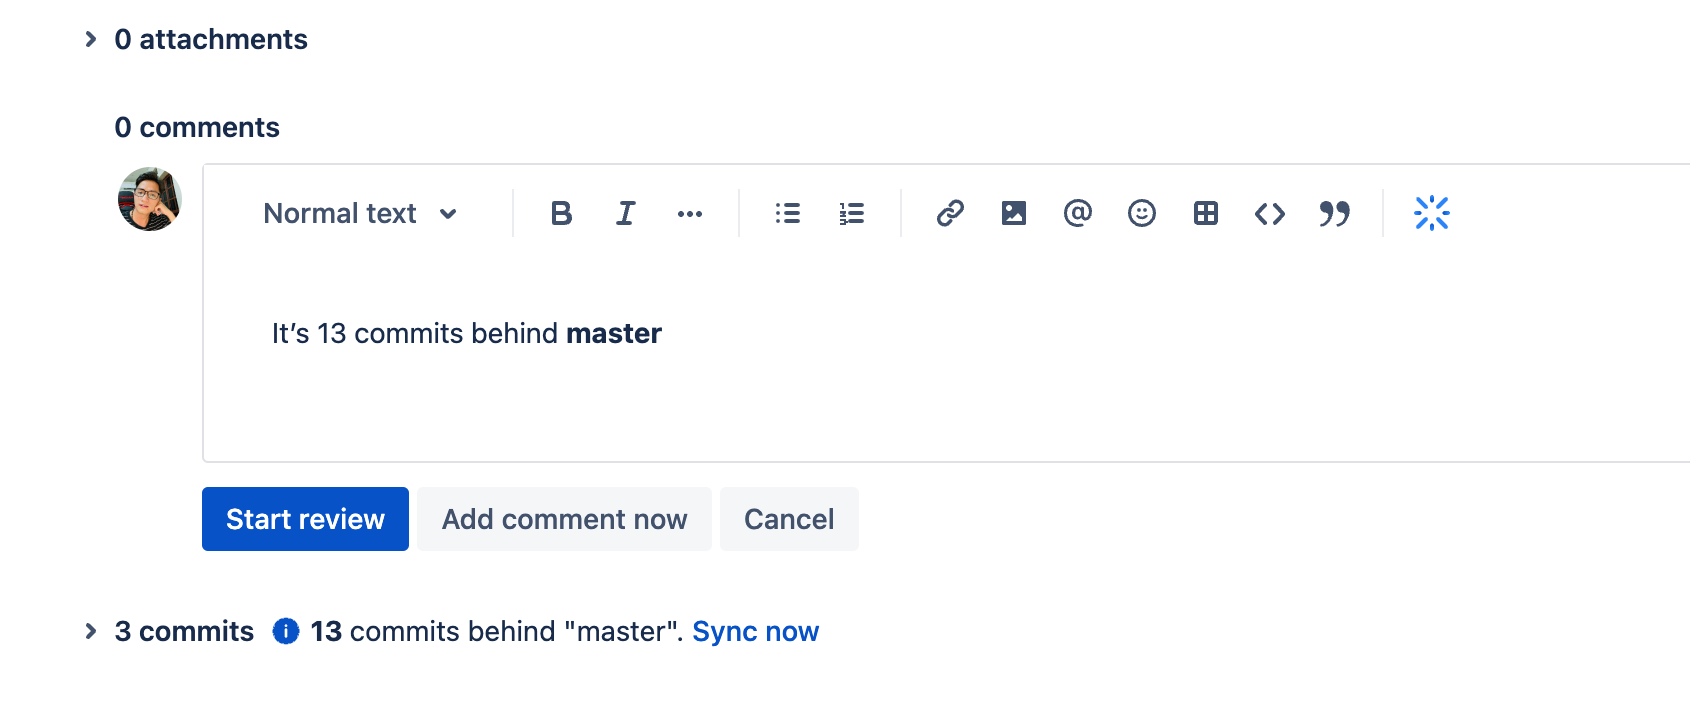 0 attachments
0 comments
Normal text
It’s 13 commits behind master
Start review Add comment now Cancel
3 commits 13 commits behind "master". Sync now